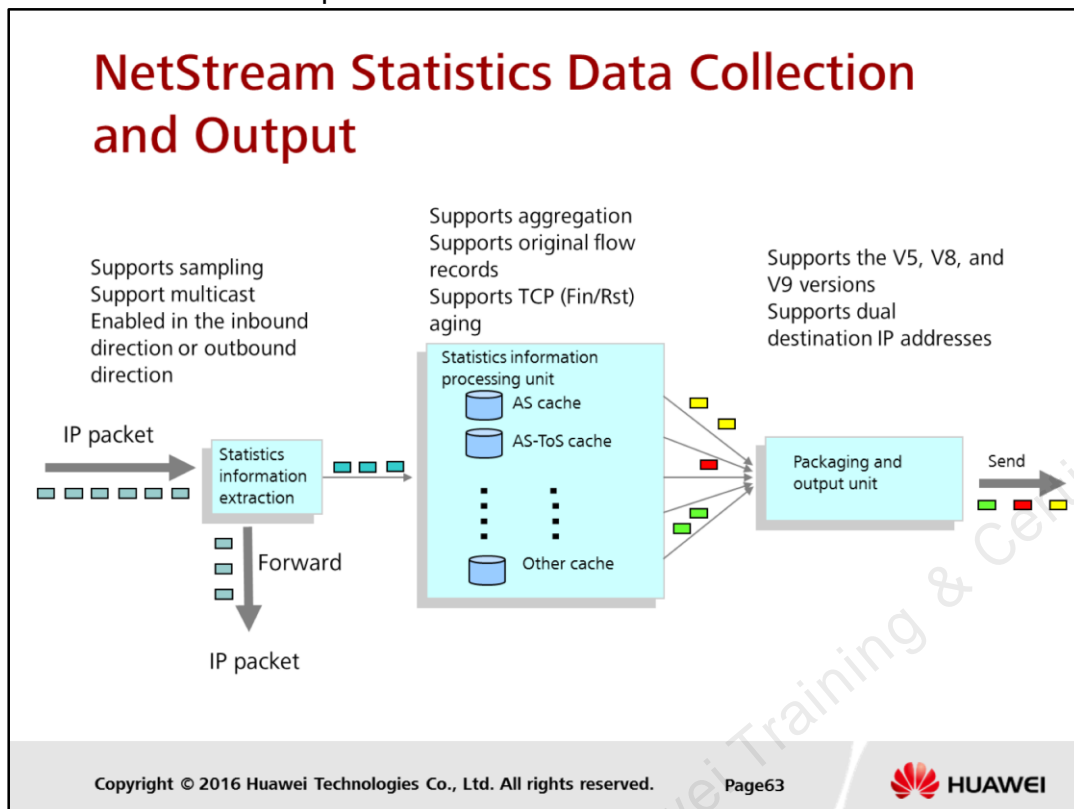 NetStream Statistics Data Collection
and Output
Supports sampling
Support multicast
Enabled in the inbound
direction or outbound
direction
Supports aggregation
Supports original flow
records
Supports TCP (Fin/Rst)
aging
Supports the V5, V8, and
V9 versions
Supports dual
destination IP addresses
IP packet
Statistics
information
extraction
Forward
IP packet
Statistics information
processing unit
AS cache
AS-ToS cache
Other cache
Packaging and
output unit
Send
Training &
Copyright © 2016 Huawei Technologies Co., Ltd. All rights reserved.
Page63
HUAWEI